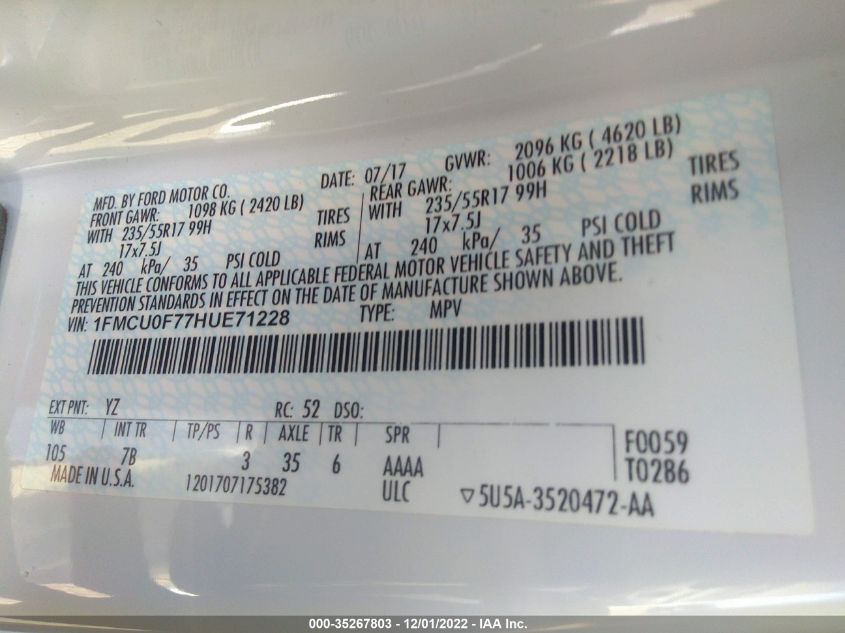 MFD. BY FORD MOTOR CO. DATE: 07/17 GVWR: 2096 KG ( 4620 LB)
FRONT GAWR: 1098 KG ( 2420 LB) REAR GAWR: 1006 KG ( 2218 LB)
WITH 235/55R17 99H TIRES WITH 235/55R17 99H TIRES
17x7.5J RIMS 17x7.5J RIMS
AT 240 kPa/ 35 PSI COLD AT 240 kPa/ 35 PSI COLD
THIS VEHICLE CONFORMS TO ALL APPLICABLE FEDERAL MOTOR VEHICLE SAFETY AND THEFT
PREVENTION STANDARDS IN EFFECT ON THE DATE OF MANUFACTURE SHOWN ABOVE.
VIN: 1FMCU0F77HUE71228 TYPE: MPV
EXT PNT: YZ RC: 52 DSO:
WB INT TR TP/PS R AXLE TR SPR F0059
105 7B 3 35 6 AAAA T0286
MADE IN U.S.A. 1201707175382 ULC ▽5U5A-3520472-AA
000-35267803 - 12/01/2022 - IAA Inc.